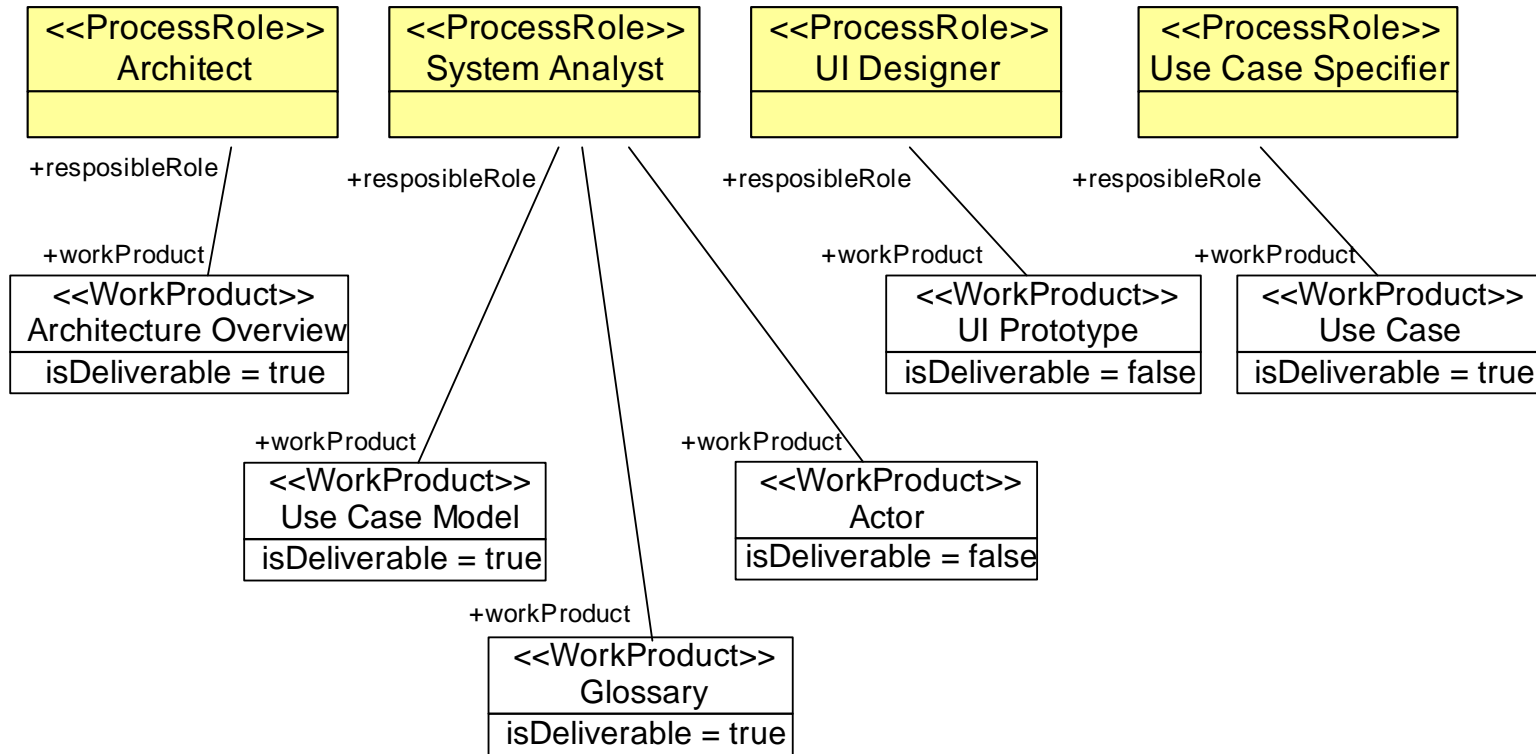 <<ProcessRole>>
Architect
<<ProcessRole>>
System Analyst
<<ProcessRole>>
UI Designer
<<ProcessRole>>
Use Case Specifier
+resposibleRole
+resposibleRole
+resposibleRole
+resposibleRole
+workProduct
<<WorkProduct>>
Architecture Overview
isDeliverable = true
+workProduct
<<WorkProduct>>
UI Prototype
isDeliverable = false
+workProduct
<<WorkProduct>>
Use Case
isDeliverable = true
+workProduct
<<WorkProduct>>
Use Case Model
isDeliverable = true
+workProduct
<<WorkProduct>>
Actor
isDeliverable = false
+workProduct
<<WorkProduct>>
Glossary
isDeliverable = true